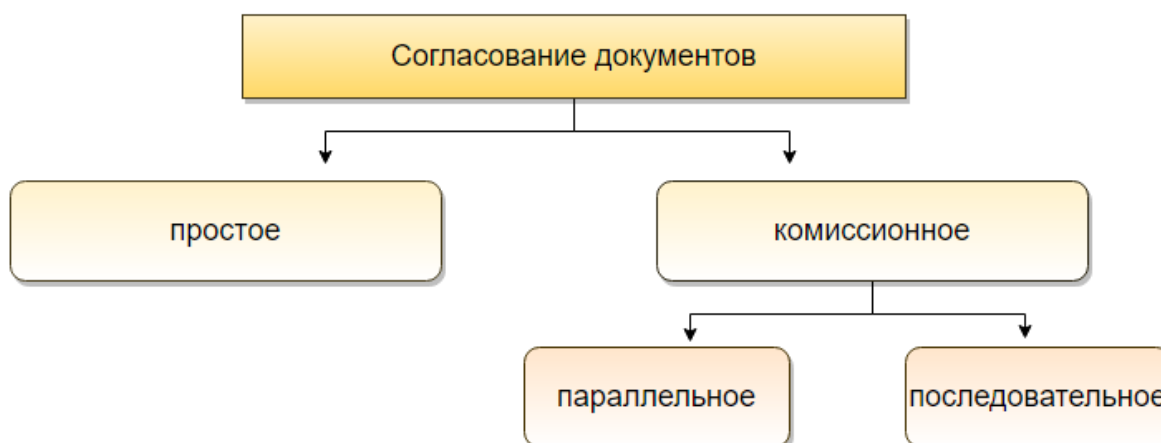 Согласование документов
простое
комиссионное
параллельное
последовательное